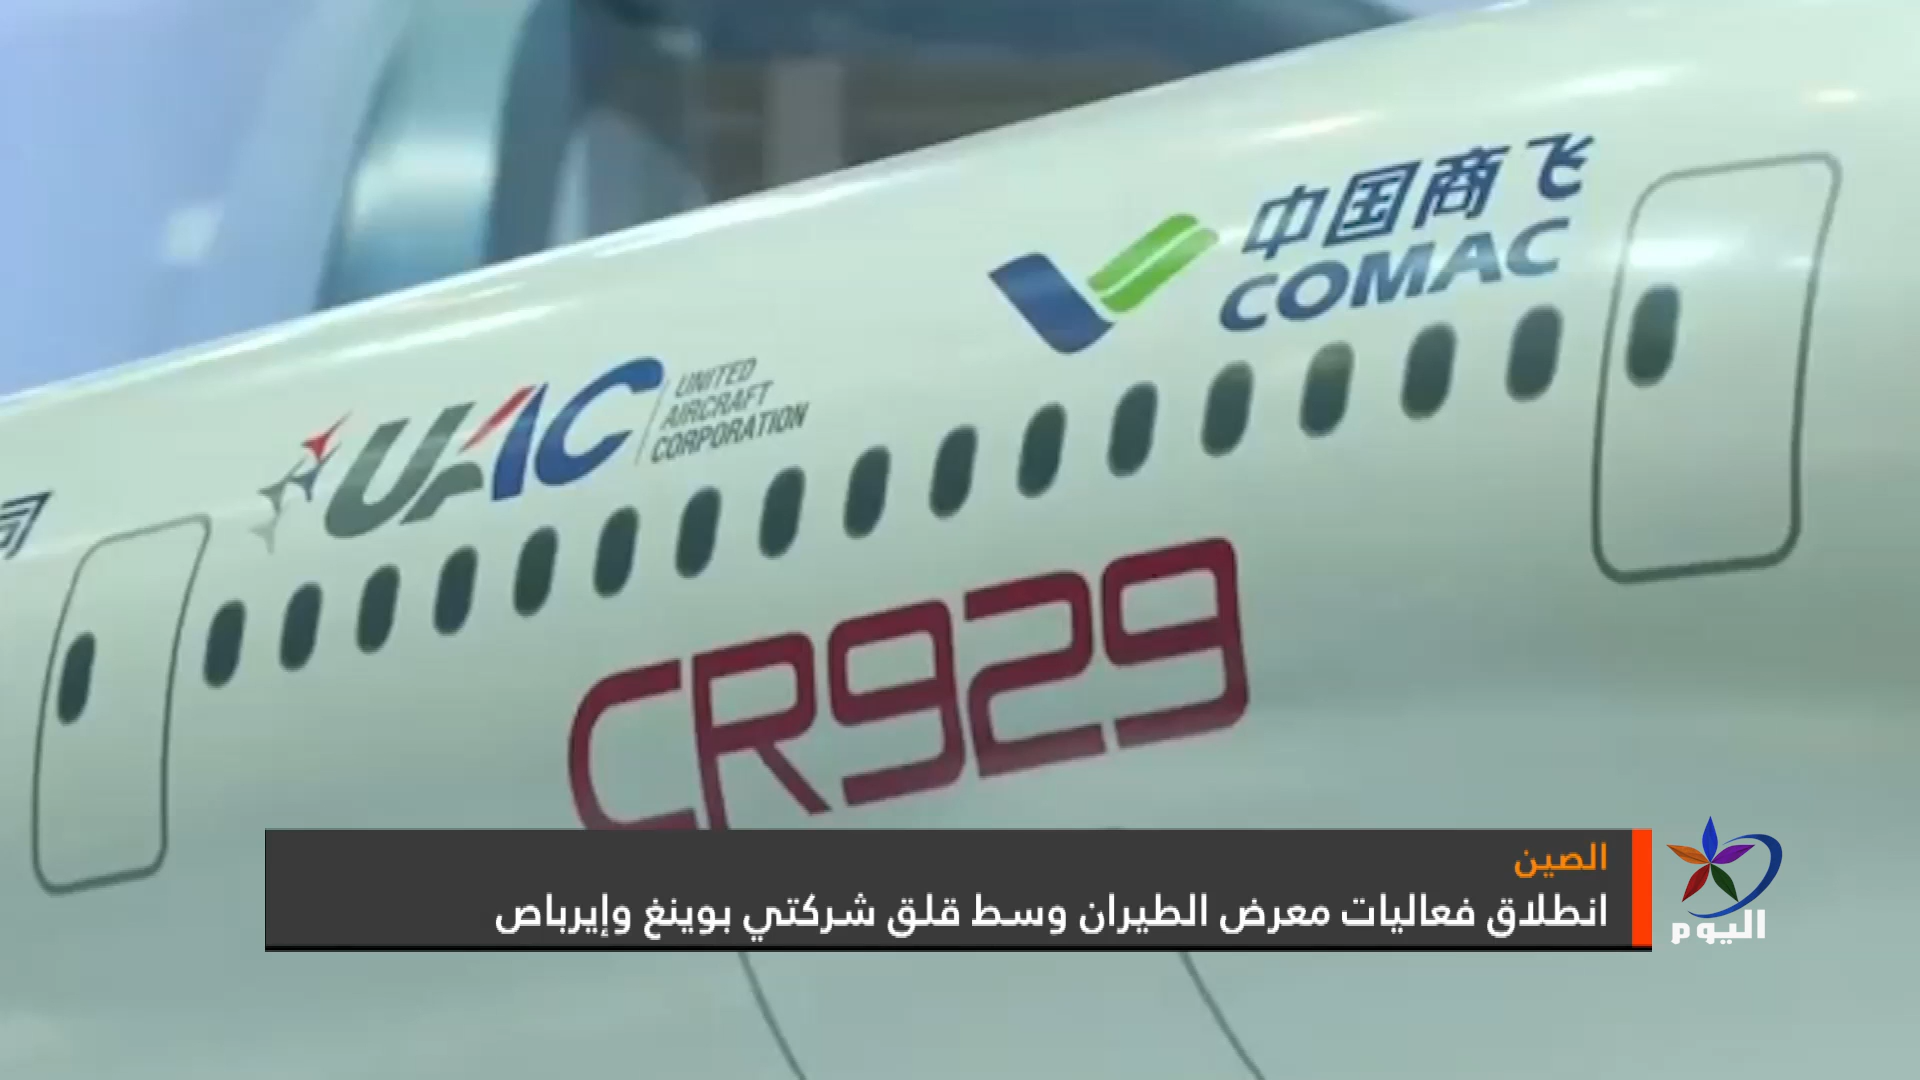 中国商飞
COMAC
UAC
UNITED
AIRCRAFT
CORPORATION
司
CR929
الصين
انطلاق فعاليات معرض الطيران وسط قلق شركتي بوينغ وإيرباص
اليوم